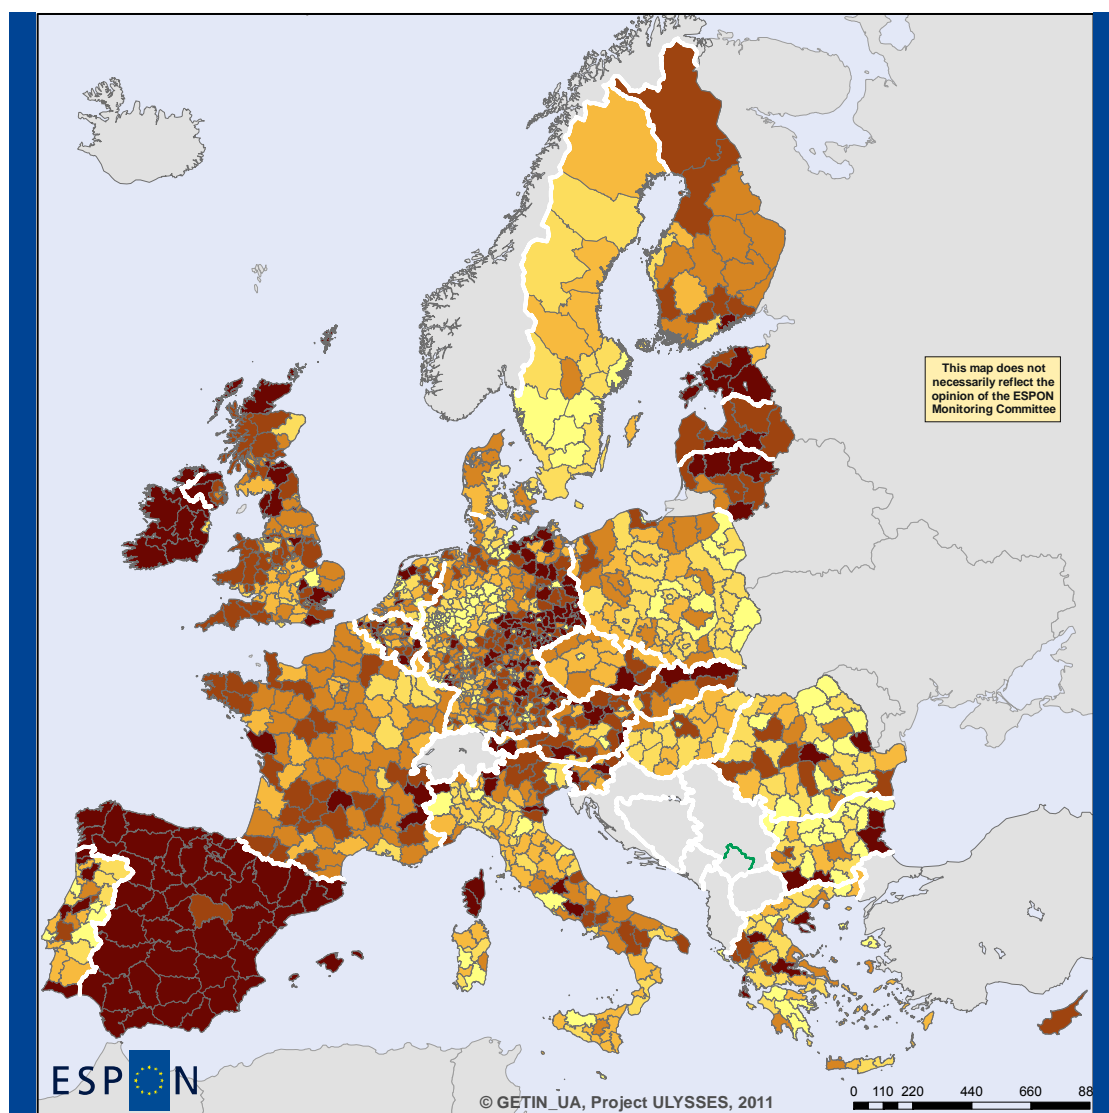 This map does not
necessarily reflect the
opinion of the ESPON
Monitoring Committee
ESPON
© GETIN_UA, Project ULYSSES, 2011
0 110 220 440 660 88